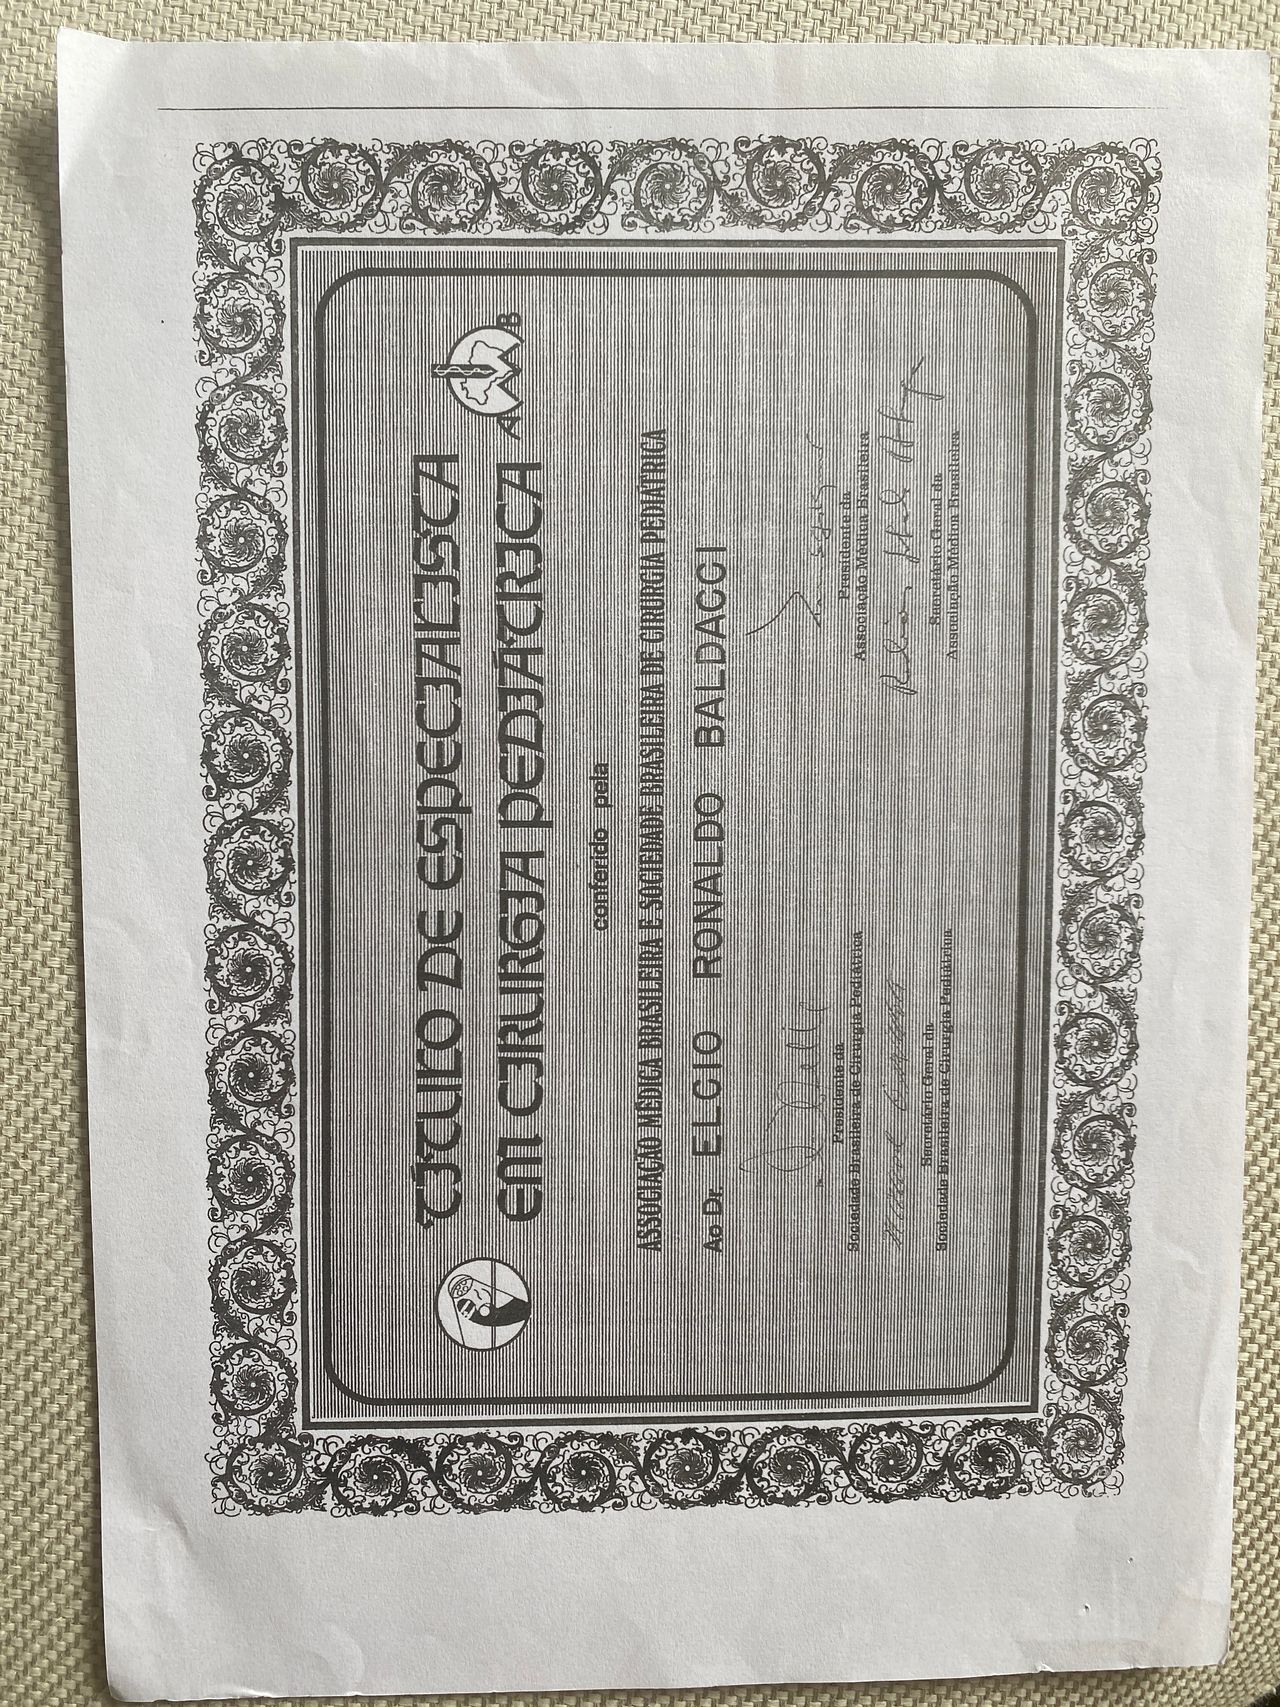 TÍTULO DE ESPECIALISTA
EM CIRURGIA PEDIÁTRICA
AMB
conferido pela
ASSOCIAÇÃO MÉDICA BRASILEIRA E SOCIEDADE BRASILEIRA DE CIRURGIA PEDIATRICA
Ao Dr. ELCIO RONALDO BALDACCI
Presidente da
Sociedade Brasileira de Cirurgia Pediátrica
Presidente da
Associação Médica Brasileira
Secretário Geral da
Sociedade Brasileira de Cirurgia Pediátrica
Secretário Geral da
Associação Médica Brasileira